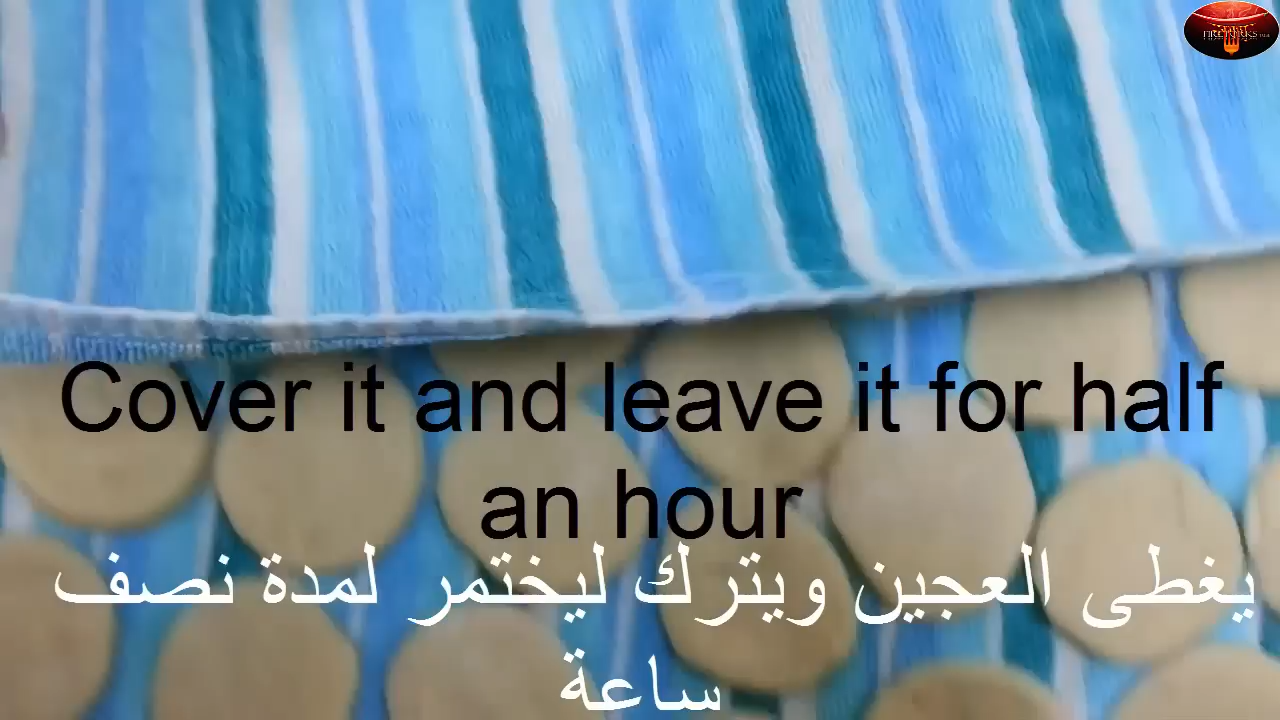 Cover it and leave it for half
an hour
يغطى العجين ويترك ليختمر لمدة نصف
ساعة